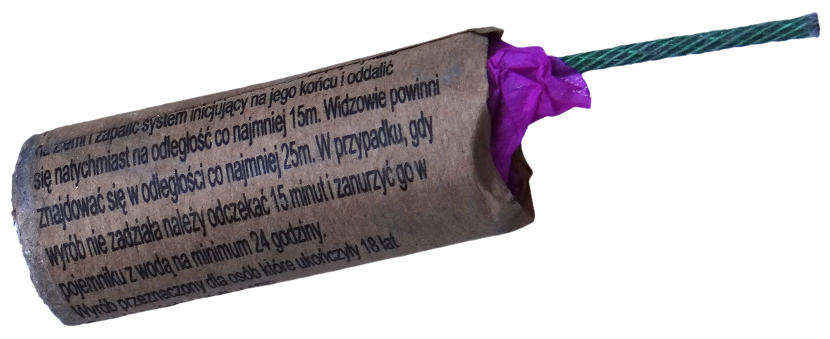 na ziemi i zapalić system inicjujący na jego końcu i oddalić
się natychmiast na odległość co najmniej 15m. Widzowie powinni
znajdować się w odległości co najmniej 25m. W przypadku, gdy
wyrób nie zadziała należy odczekać 15 minut i zanurzyć go w
pojemniku z wodą na minimum 24 godziny.
Wyrób przeznaczony dla osób które ukończyły 18 lat